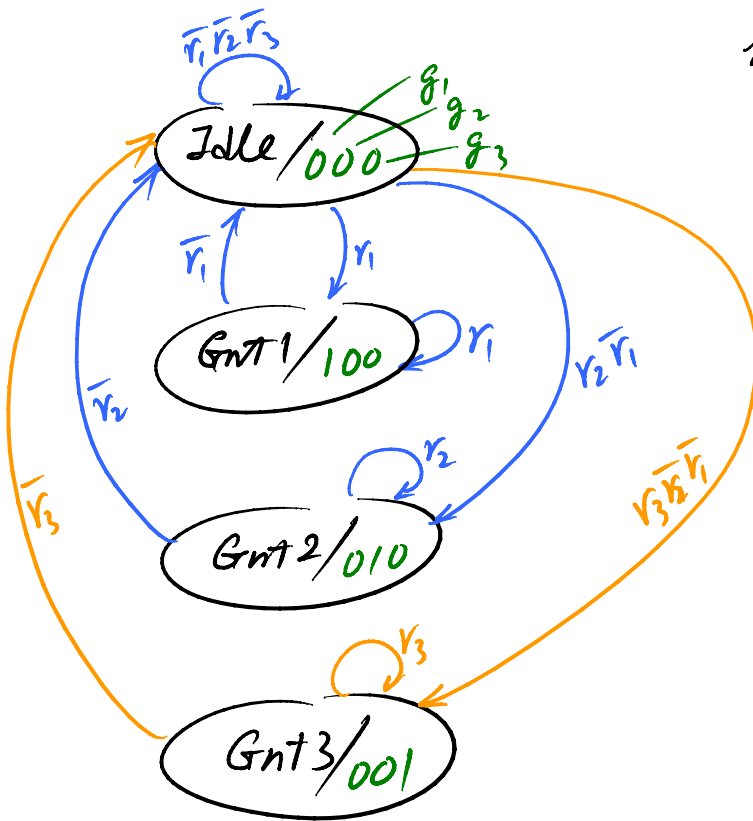 r̅₁r̅₂r̅₃
g₁
g₂
g₃
Idle/000
r̅₁
r₁
Gnt1/100
r₁
r₂r̅₁
r̅₂
r₂
r₃r̅₂r̅₁
r̅₃
Gnt2/010
r₃
Gnt3/001